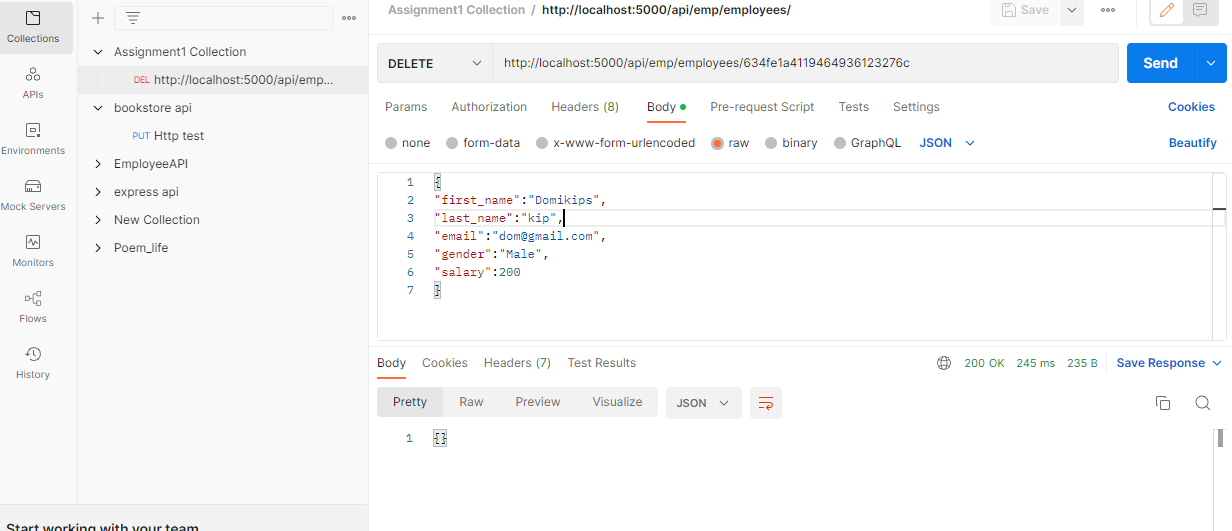 Collections
APIs
Environments
Mock Servers
Monitors
Flows
History
Assignment1 Collection
DEL http://localhost:5000/api/emp...
bookstore api
PUT Http test
EmployeeAPI
express api
New Collection
Poem_life
Start working with your team
Assignment1 Collection / http://localhost:5000/api/emp/employees/
Save
DELETE http://localhost:5000/api/emp/employees/634fe1a4119464936123276c Send
Params Authorization Headers (8) Body Pre-request Script Tests Settings Cookies
none form-data x-www-form-urlencoded raw binary GraphQL JSON Beautify
1 {
2 "first_name":"Domikips",
3 "last_name":"kip",
4 "email":"dom@gmail.com",
5 "gender":"Male",
6 "salary":200
7 }
Body Cookies Headers (7) Test Results 200 OK 245 ms 235 B Save Response
Pretty Raw Preview Visualize JSON
1 {}